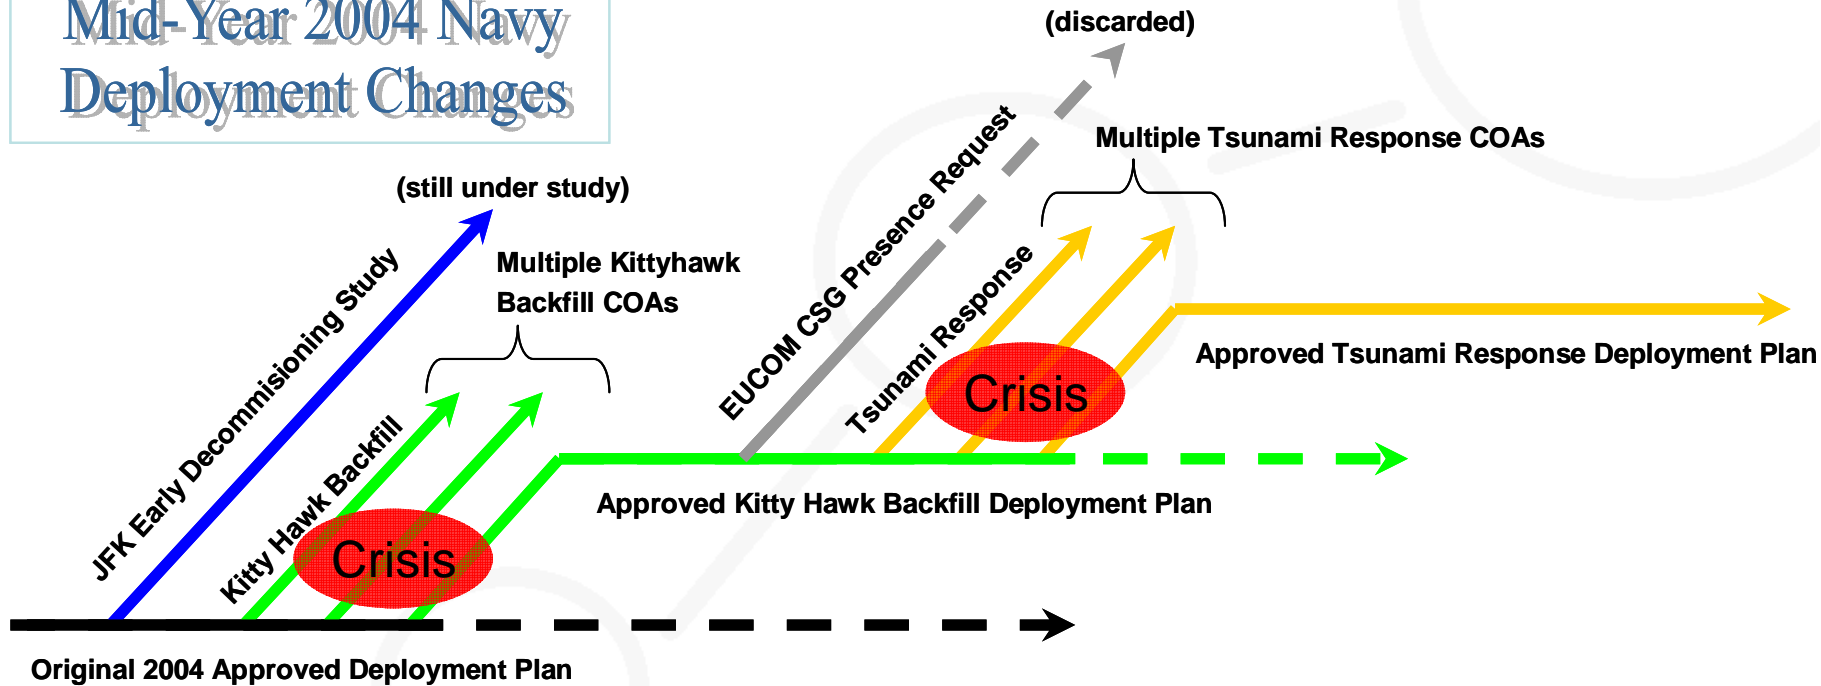 Mid-Year 2004 Navy
Deployment Changes
(discarded)
Multiple Tsunami Response COAs
(still under study)
JFK Early Decommisioning Study
Multiple Kittyhawk
Backfill COAs
EUCOM CSG Presence Request
Tsunami Response
Crisis
Approved Tsunami Response Deployment Plan
Kitty Hawk Backfill
Crisis
Approved Kitty Hawk Backfill Deployment Plan
Original 2004 Approved Deployment Plan